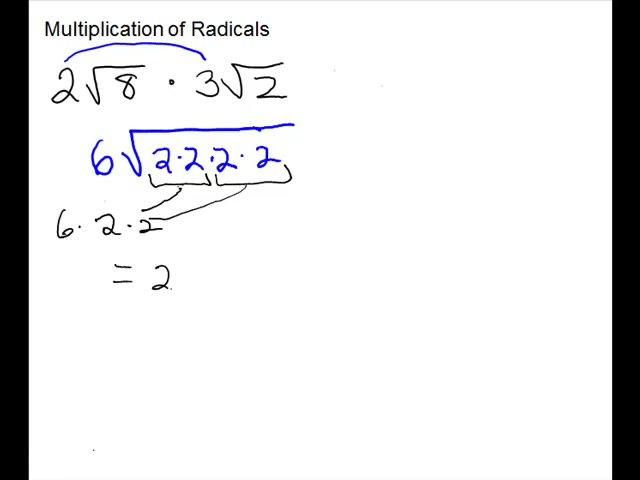 Multiplication of Radicals
2√8 · 3√2
6√2·2·2·2
6· 2·2
= 2